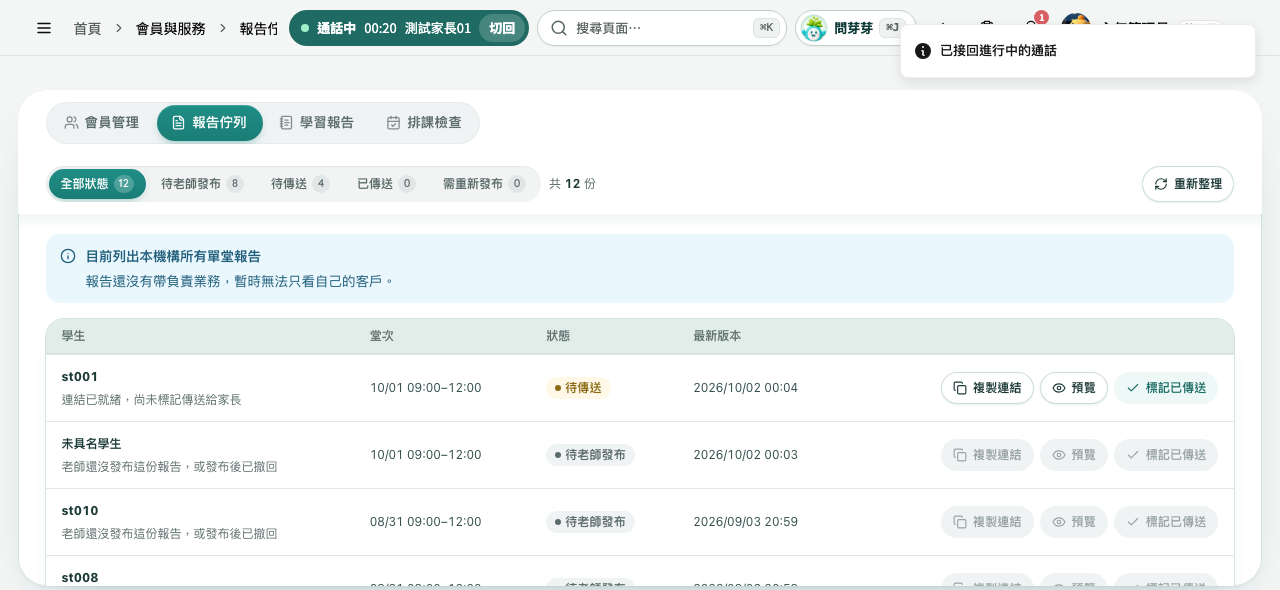 首頁 > 會員與服務 > 報告佇
通話中 00:20 測試家長01 切回
搜尋頁面… ⌘K
問芽芽 ⌘J
1
已接回進行中的通話
會員管理 報告佇列 學習報告 排課檢查
全部狀態 12 待老師發布 8 待傳送 4 已傳送 0 需重新發布 0 共 12 份
重新整理
目前列出本機構所有單堂報告
報告還沒有帶負責業務，暫時無法只看自己的客戶。
學生 堂次 狀態 最新版本
st001
連結已就緒，尚未標記傳送給家長
10/01 09:00–12:00 待傳送 2026/10/02 00:04 複製連結 預覽 標記已傳送
未具名學生
老師還沒發布這份報告，或發布後已撤回
10/01 09:00–12:00 待老師發布 2026/10/02 00:03 複製連結 預覽 標記已傳送
st010
老師還沒發布這份報告，或發布後已撤回
08/31 09:00–12:00 待老師發布 2026/09/03 20:59 複製連結 預覽 標記已傳送
st008